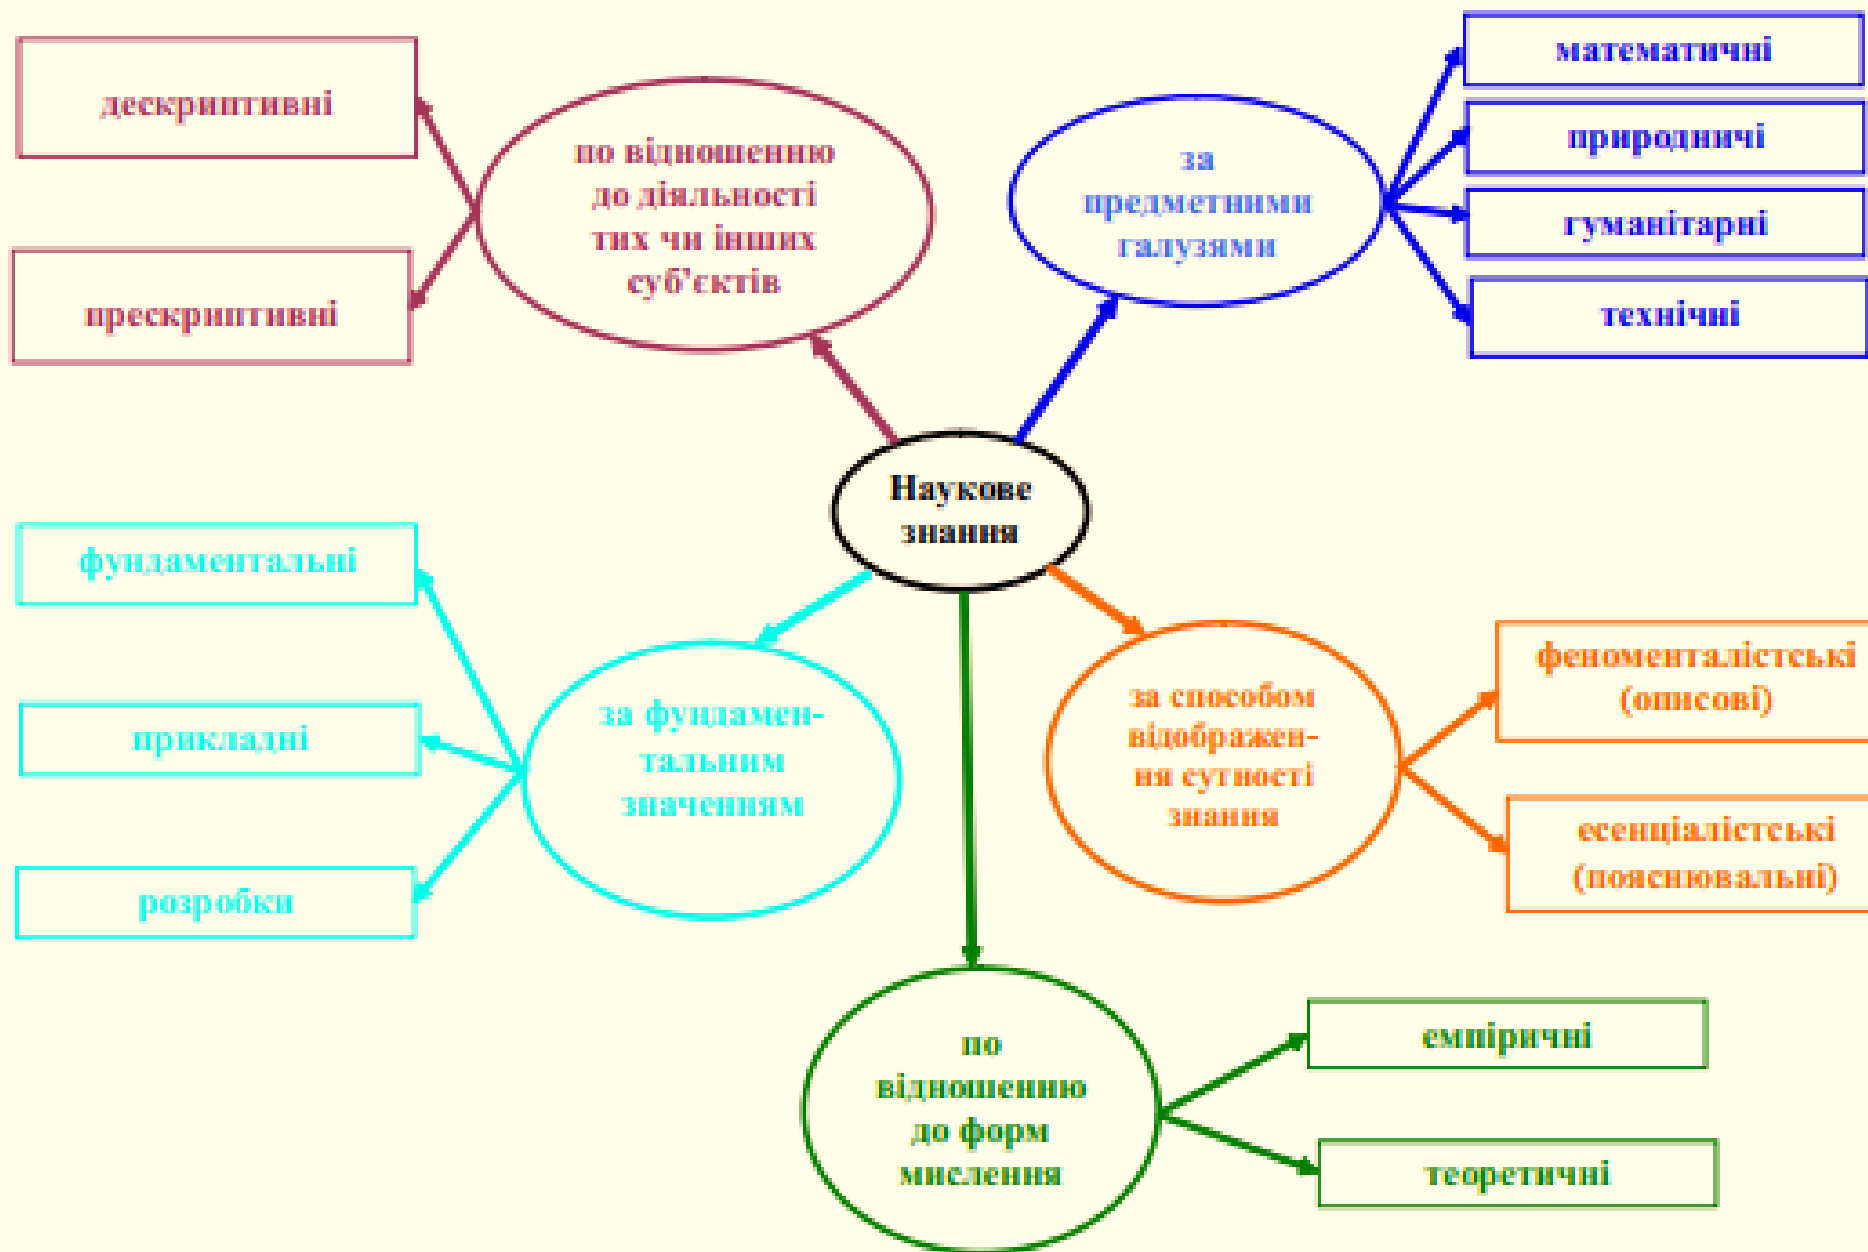 дескриптивні
прескриптивні
по відношенню
до діяльності
тих чи інших
суб'єктів
за
предметними
галузями
математичні
природничі
гуманітарні
технічні
Наукове
знання
фундаментальні
прикладні
розробки
за фундамен-
тальним
значенням
за способом
відображен-
ня сутності
знання
феноменталістські
(описові)
есенціалістські
(пояснювальні)
по
відношенню
до форм
мислення
емпіричні
теоретичні